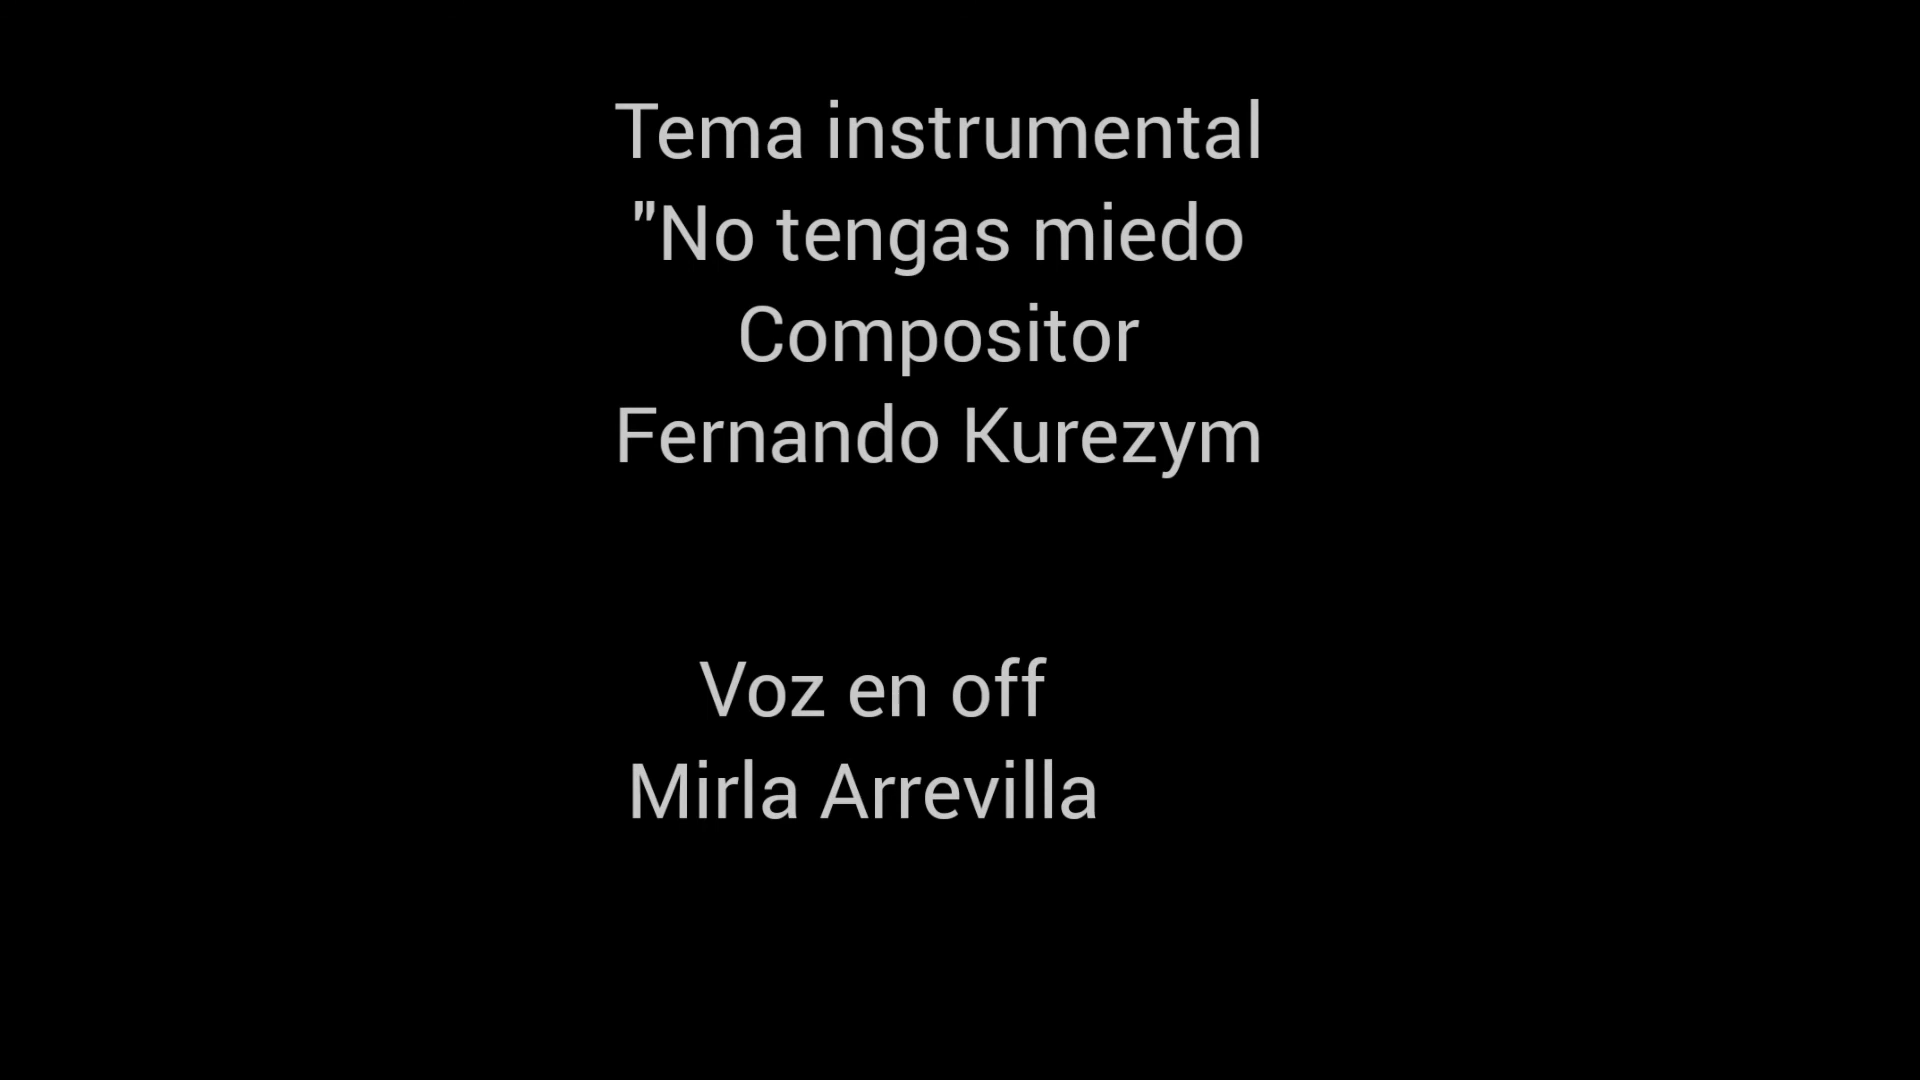 Tema instrumental
"No tengas miedo
Compositor
Fernando Kurezym
Voz en off
Mirla Arrevilla